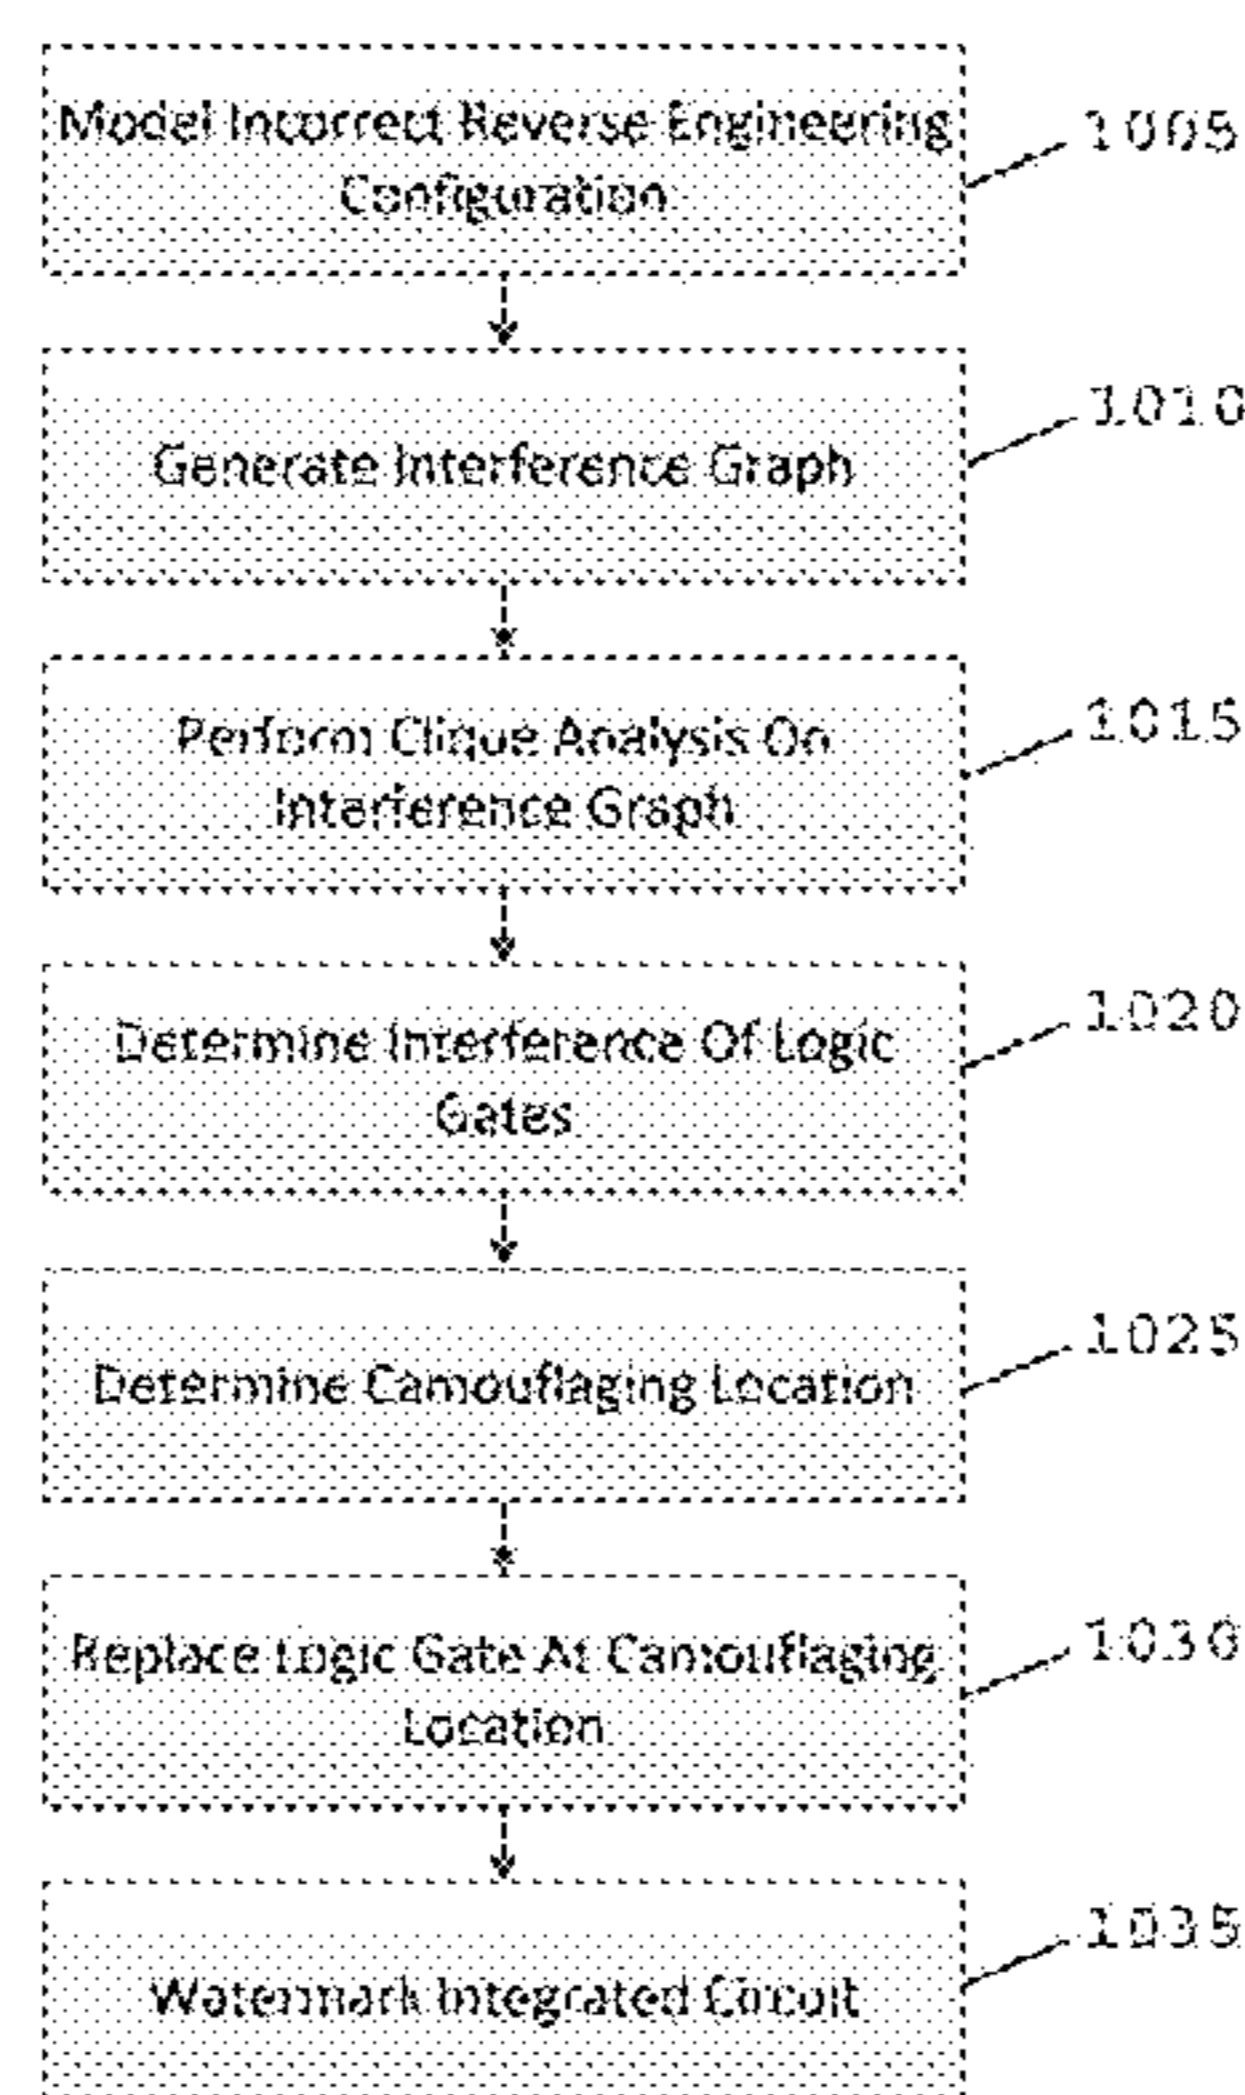 Model Incorrect Reverse Engineering
Configuration
1005
Generate Interference Graph
1010
Perform Clique Analysis On
Interference Graph
1015
Determine Interference Of Logic
Gates
1020
Determine Camouflaging Location
1025
Replace Logic Gate At Camouflaging
Location
1030
Watermark Integrated Circuit
1035